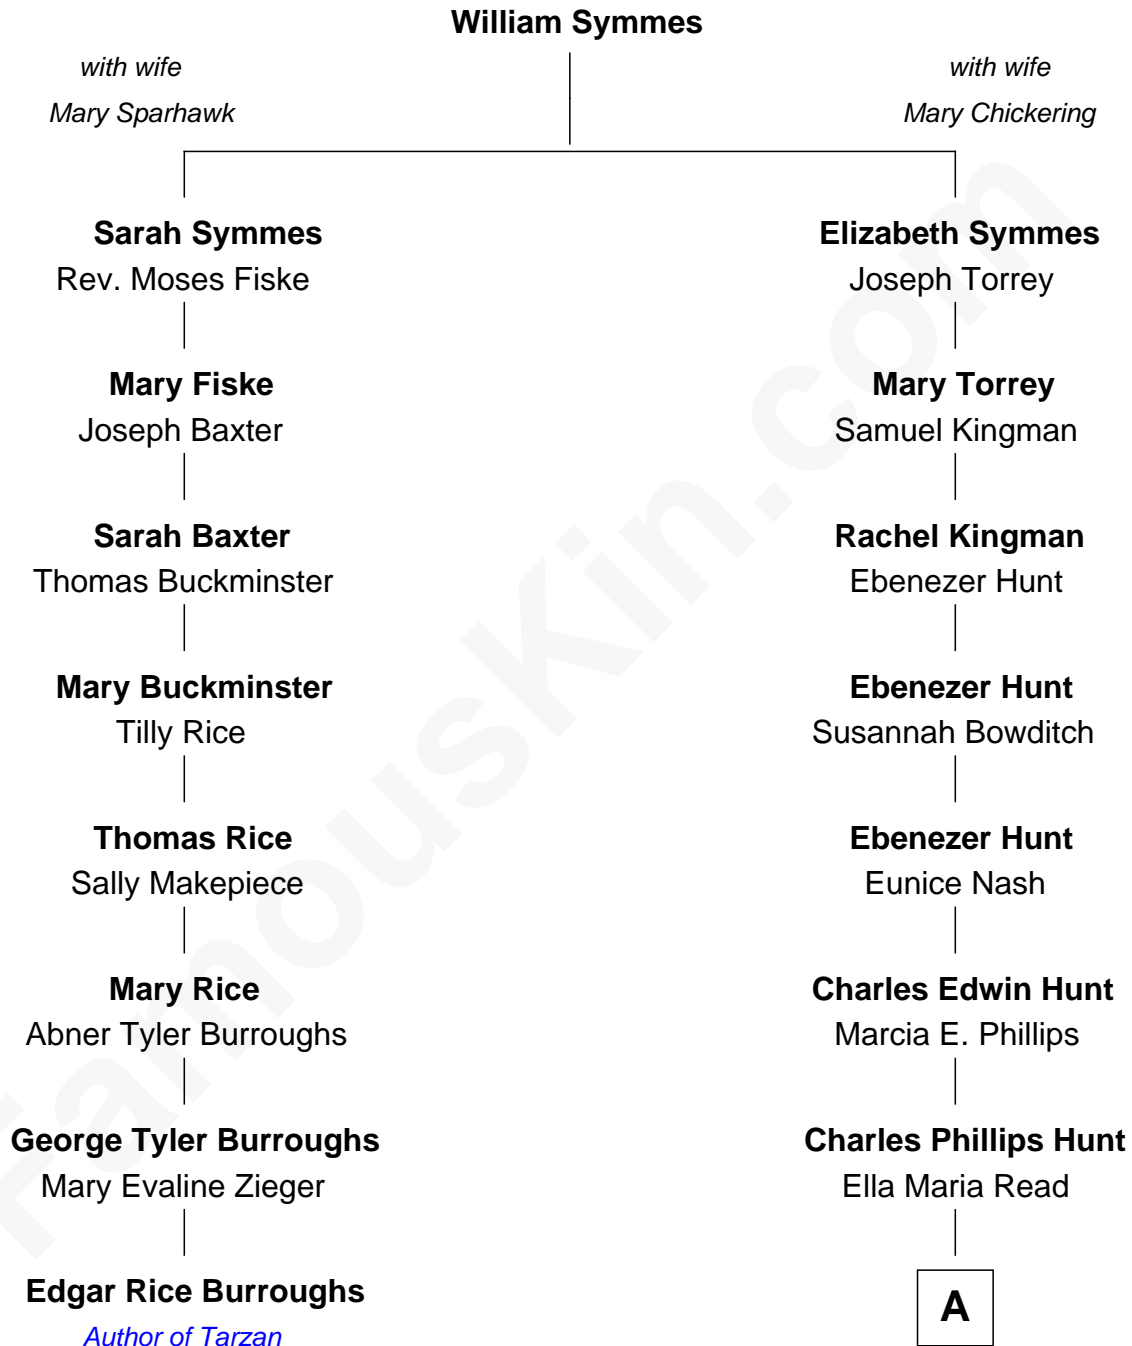 William Symmes
with wife
Mary Sparhawk
with wife
Mary Chickering
Sarah Symmes
Rev. Moses Fiske
Elizabeth Symmes
Joseph Torrey
Mary Fiske
Joseph Baxter
Mary Torrey
Samuel Kingman
Sarah Baxter
Thomas Buckminster
Rachel Kingman
Ebenezer Hunt
Mary Buckminster
Tilly Rice
Ebenezer Hunt
Susannah Bowditch
Thomas Rice
Sally Makepiece
Ebenezer Hunt
Eunice Nash
Mary Rice
Abner Tyler Burroughs
Charles Edwin Hunt
Marcia E. Phillips
George Tyler Burroughs
Mary Evaline Zieger
Charles Phillips Hunt
Ella Maria Read
Edgar Rice Burroughs
Author of Tarzan
A
FamousKin.com